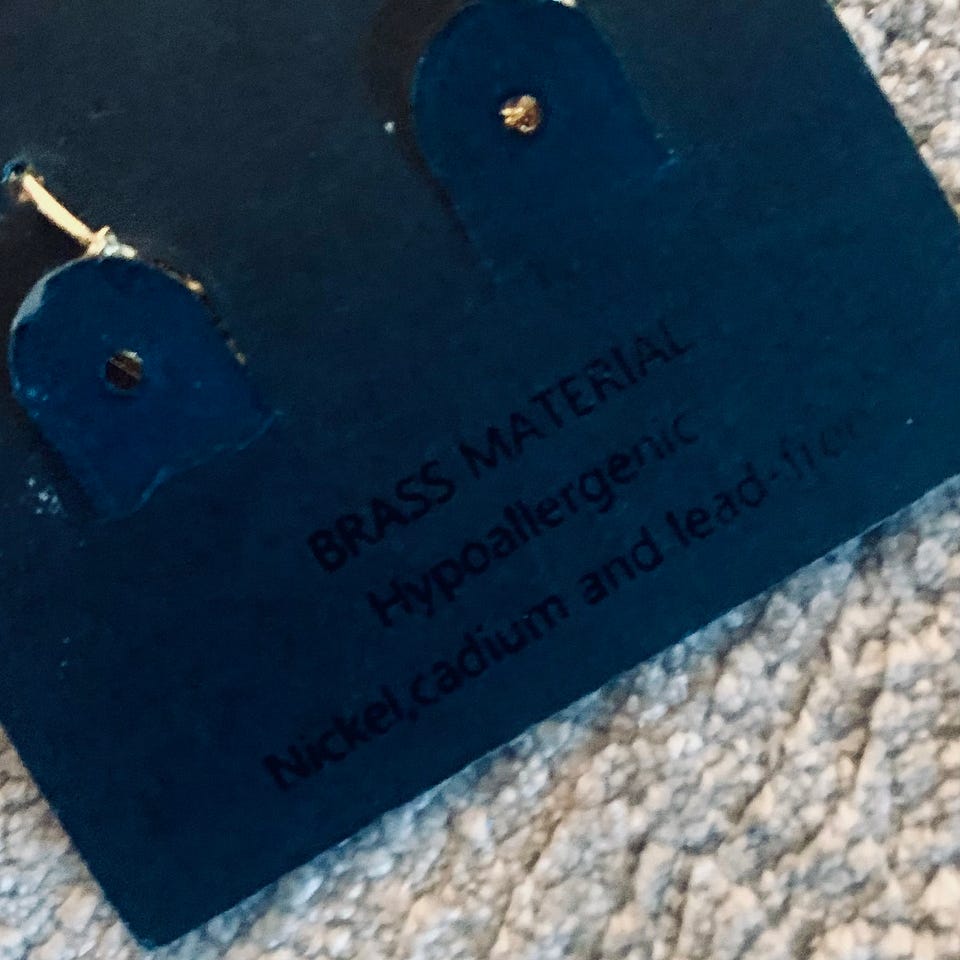 BRASS MATERIAL
Hypoallergenic
Nickel,cadium and lead-free